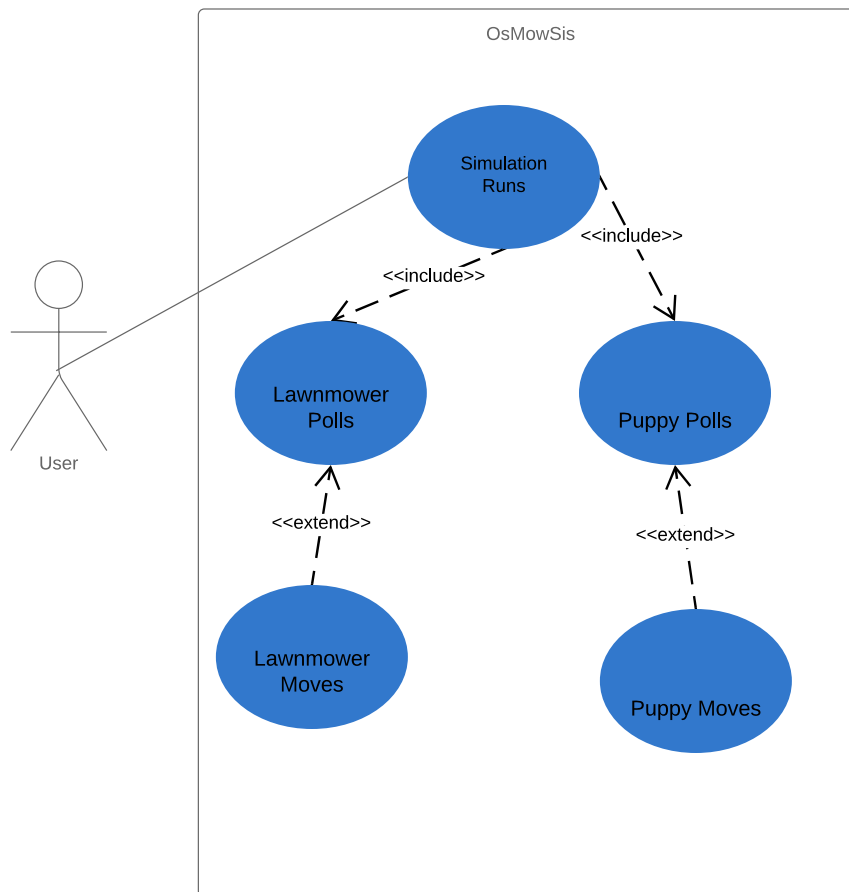 OsMowSis
Simulation
Runs
<<include>>
<<include>>
Lawnmower
Polls
Puppy Polls
User
<<extend>>
<<extend>>
Lawnmower
Moves
Puppy Moves